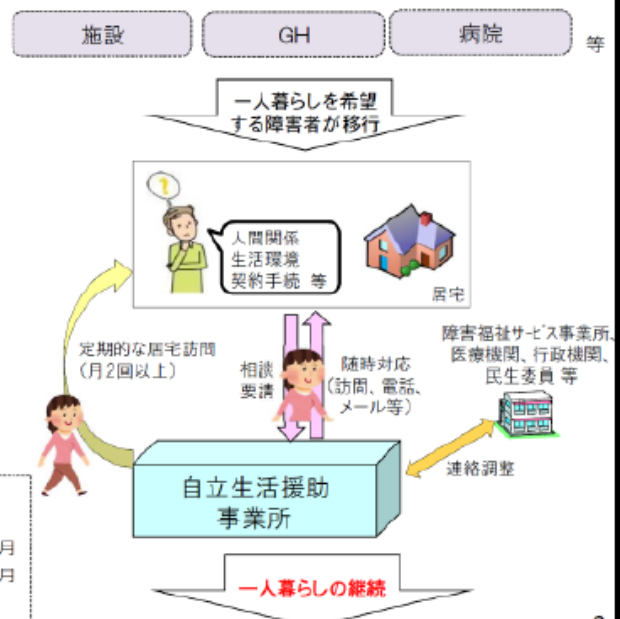 施設
GH
病院
等
一人暮らしを希望
する障害者が移行
?
人間関係
生活環境
契約手続 等
居宅
定期的な居宅訪問
(月2回以上)
相談
要請
随時対応
(訪問、電話、
メール等)
障害福祉サービス事業所、
医療機関、行政機関、
民生委員 等
連絡調整
自立生活援助
事業所
月
月
一人暮らしの継続